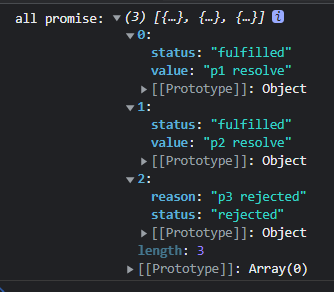 all promise: ▼ (3) [{…}, {…}, {…}] i
▼ 0:
status: "fulfilled"
value: "p1 resolve"
▶ [[Prototype]]: Object
▼ 1:
status: "fulfilled"
value: "p2 resolve"
▶ [[Prototype]]: Object
▼ 2:
reason: "p3 rejected"
status: "rejected"
▶ [[Prototype]]: Object
length: 3
▶ [[Prototype]]: Array(0)